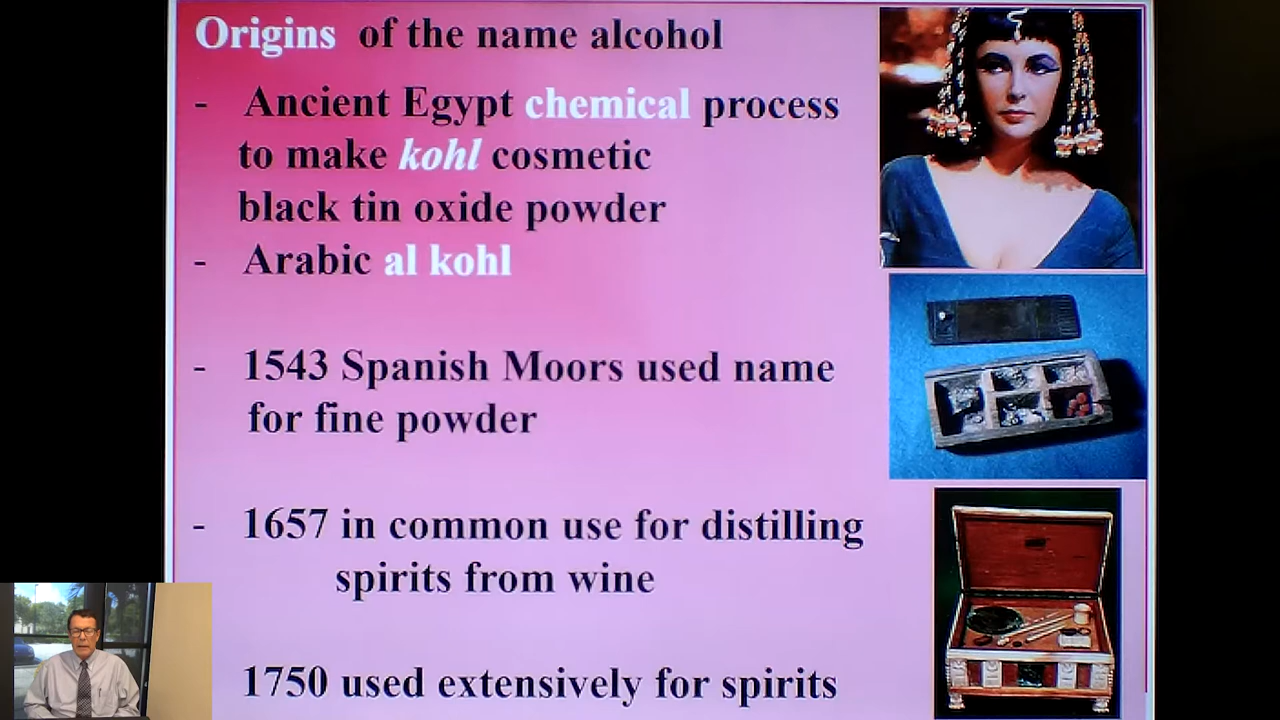 Origins of the name alcohol
- Ancient Egypt chemical process
to make kohl cosmetic
black tin oxide powder
- Arabic al kohl
- 1543 Spanish Moors used name
for fine powder
- 1657 in common use for distilling
spirits from wine
1750 used extensively for spirits